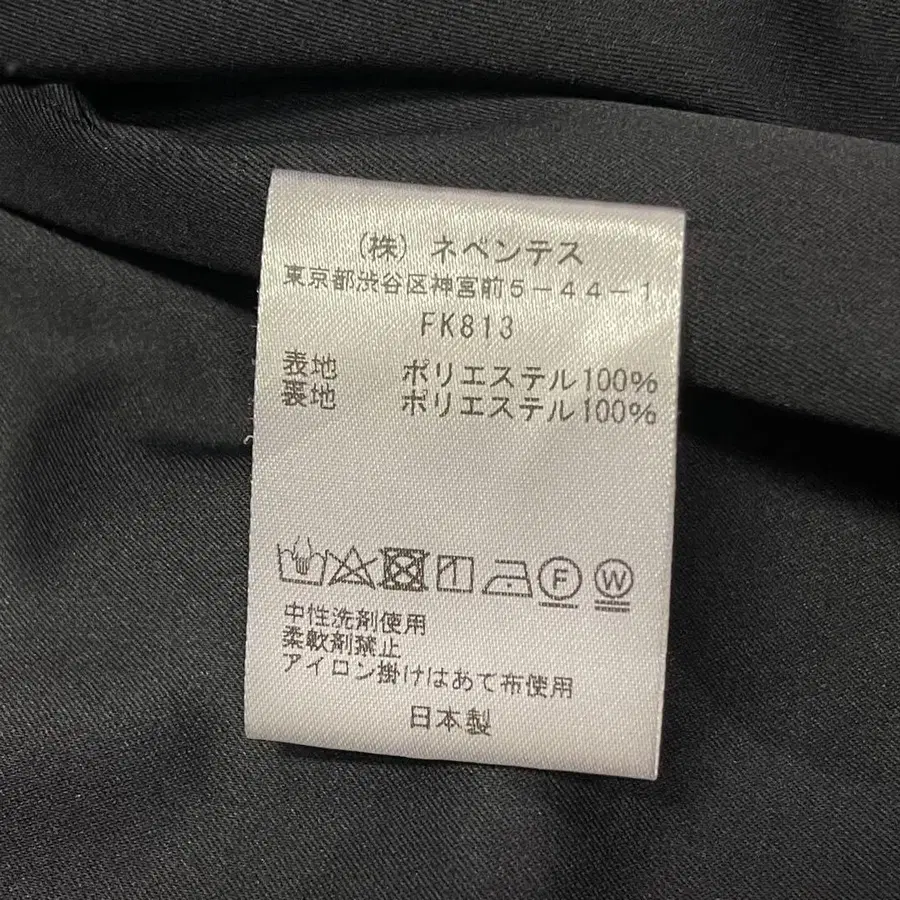 (株) ネペンテス
東京都渋谷区神宮前5-44-1
FK813
表地 ポリエステル100%
裏地 ポリエステル100%
F W
中性洗剤使用
柔軟剤禁止
アイロン掛けはあて布使用
日本製